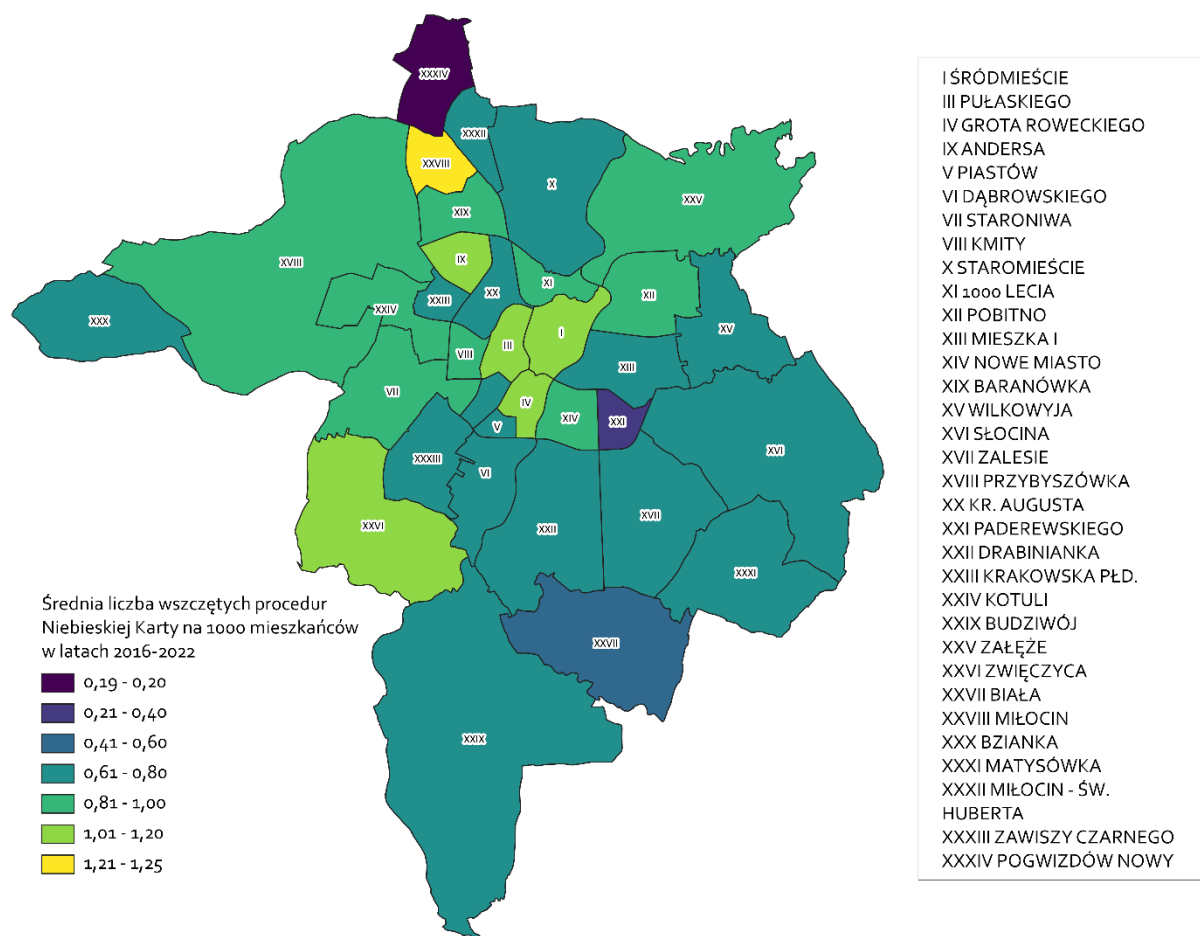 XXXIV
XXXII
XXVIII
X
XXV
XIX
XVIII
IX
XI
XX
XII
XXIII
XXIV
XXX
I
XV
III
VIII
XIII
VII
IV
XIV
XXI
V
XVI
XXXIII
VI
XVII
XXVI
XXII
XXXI
XXVII
XXIX
Średnia liczba wszczętych procedur
Niebieskiej Karty na 1000 mieszkańców
w latach 2016-2022
0,19 - 0,20
0,21 - 0,40
0,41 - 0,60
0,61 - 0,80
0,81 - 1,00
1,01 - 1,20
1,21 - 1,25
I ŚRÓDMIEŚCIE
III PUŁASKIEGO
IV GROTA ROWECKIEGO
IX ANDERSA
V PIASTÓW
VI DĄBROWSKIEGO
VII STARONIWA
VIII KMITY
X STAROMIEŚCIE
XI 1000 LECIA
XII POBITNO
XIII MIESZKA I
XIV NOWE MIASTO
XIX BARANÓWKA
XV WILKOWYJA
XVI SŁOCINA
XVII ZALESIE
XVIII PRZYBYSZÓWKA
XX KR. AUGUSTA
XXI PADEREWSKIEGO
XXII DRABINIANKA
XXIII KRAKOWSKA PŁD.
XXIV KOTULI
XXIX BUDZIWÓJ
XXV ZAŁĘŻE
XXVI ZWIĘCZYCA
XXVII BIAŁA
XXVIII MIŁOCIN
XXX BZIANKA
XXXI MATYSÓWKA
XXXII MIŁOCIN - ŚW.
HUBERTA
XXXIII ZAWISZY CZARNEGO
XXXIV POGWIZDÓW NOWY